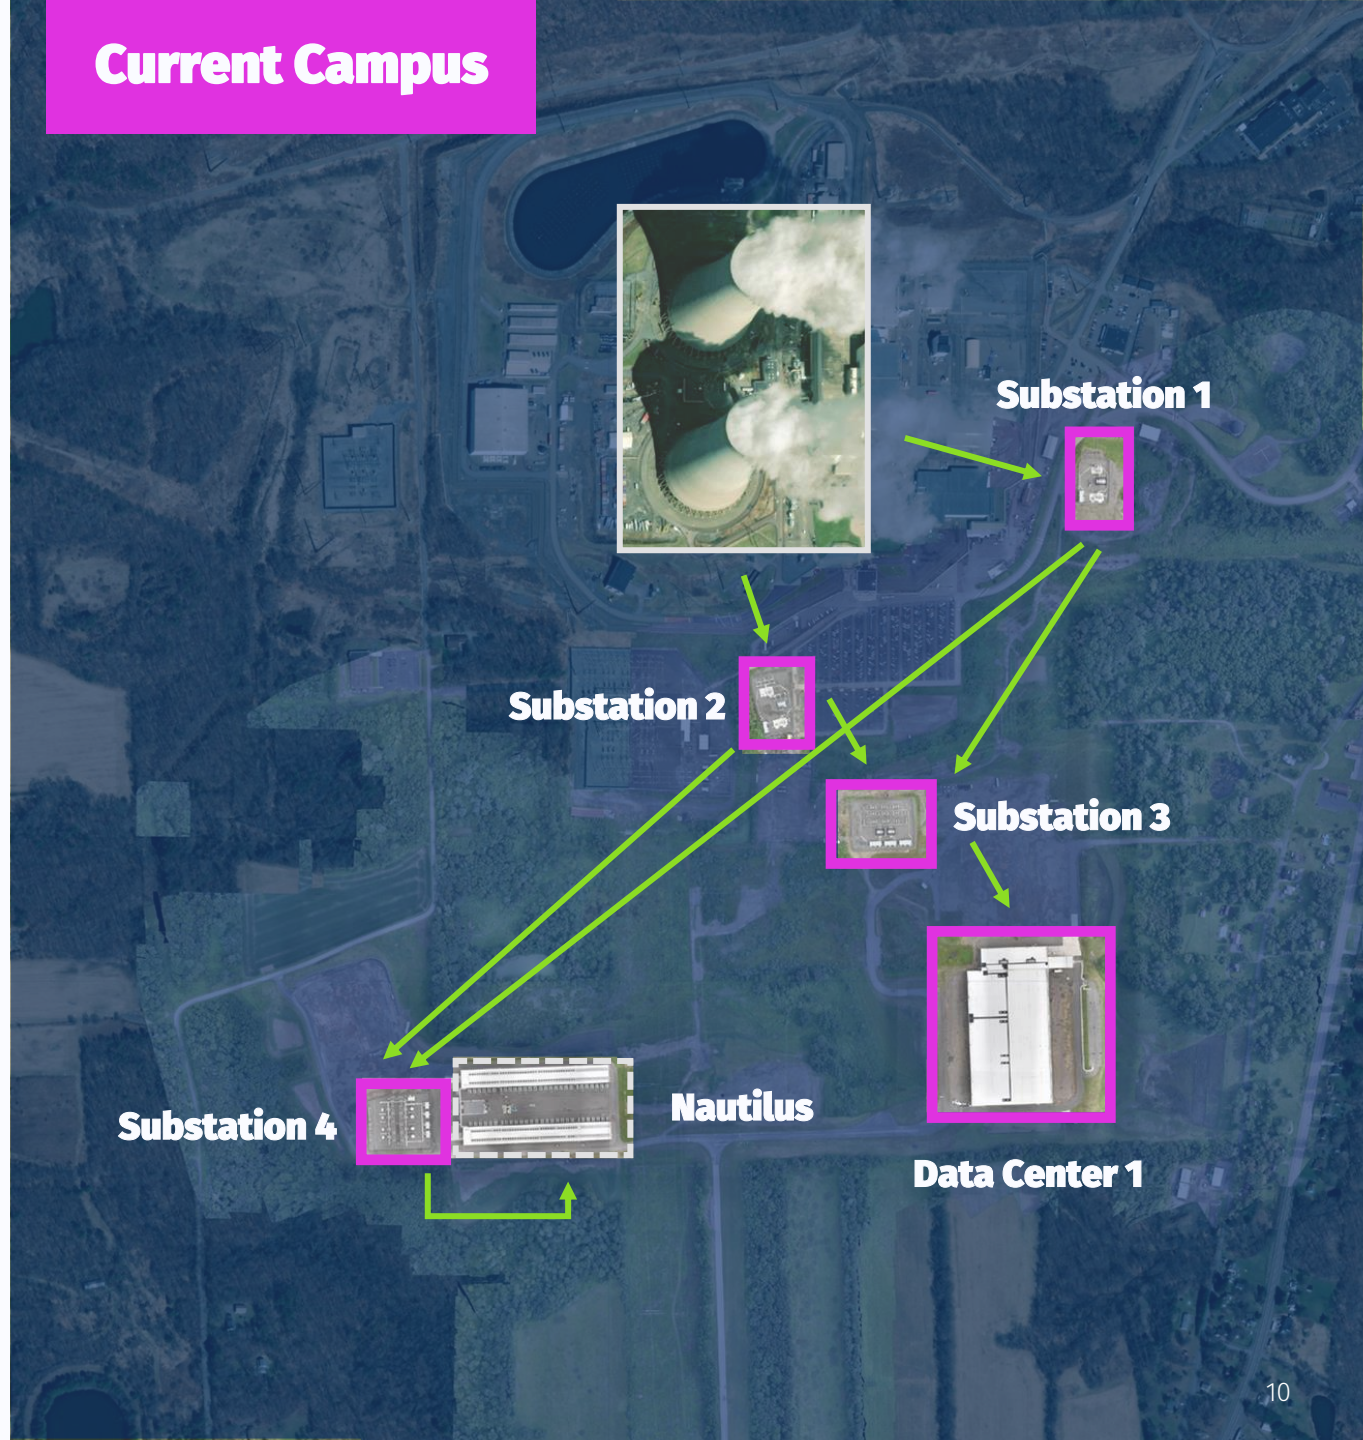 Current Campus
Substation 1
Substation 2
Substation 3
Nautilus
Substation 4
Data Center 1
10